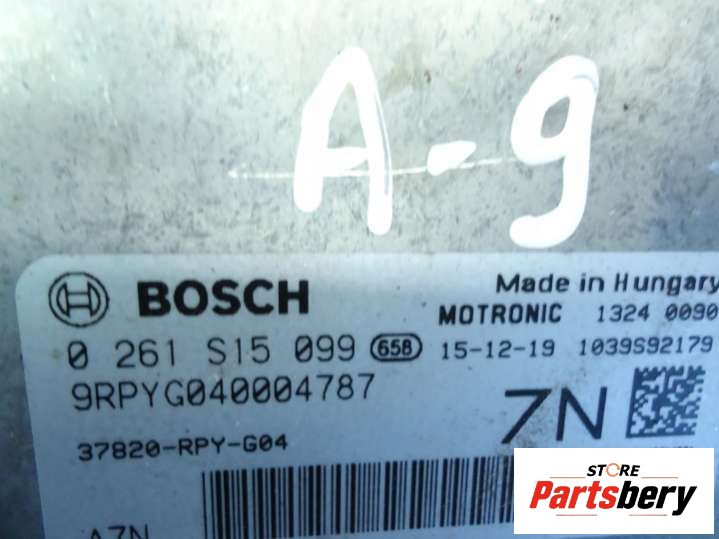 A-9
BOSCH
Made in Hungary
MOTRONIC 1324 0090
0 261 S15 099 658 15-12-19 1039S92179
9RPYG040004787
7N
37820-RPY-G04
A7N
STORE
Partsbery